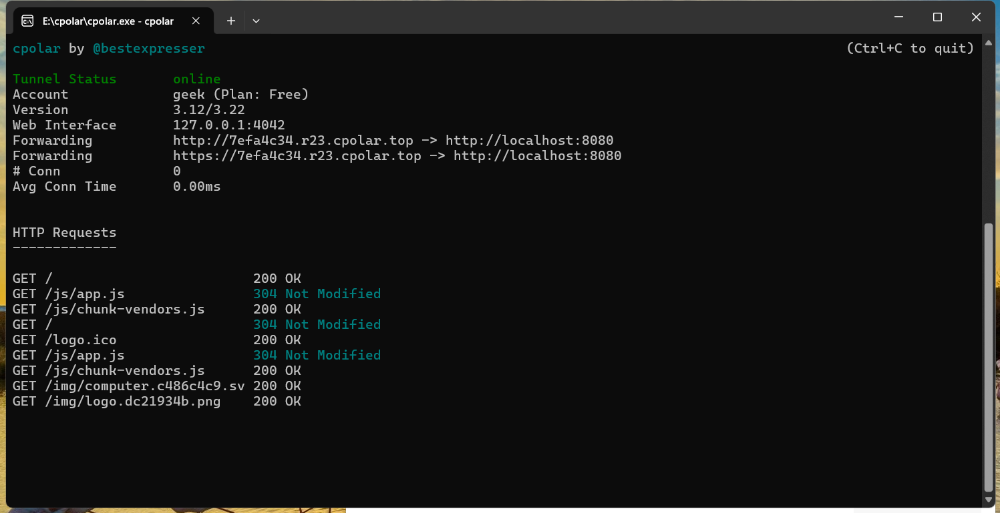 E:\cpolar\cpolar.exe - cpolar
cpolar by @bestexpresser (Ctrl+C to quit)
Tunnel Status online
Account geek (Plan: Free)
Version 3.12/3.22
Web Interface 127.0.0.1:4042
Forwarding http://7efa4c34.r23.cpolar.top -> http://localhost:8080
Forwarding https://7efa4c34.r23.cpolar.top -> http://localhost:8080
# Conn 0
Avg Conn Time 0.00ms
HTTP Requests
-------------
GET / 200 OK
GET /js/app.js 304 Not Modified
GET /js/chunk-vendors.js 200 OK
GET / 304 Not Modified
GET /logo.ico 200 OK
GET /js/app.js 304 Not Modified
GET /js/chunk-vendors.js 200 OK
GET /img/computer.c486c4c9.sv 200 OK
GET /img/logo.dc21934b.png 200 OK